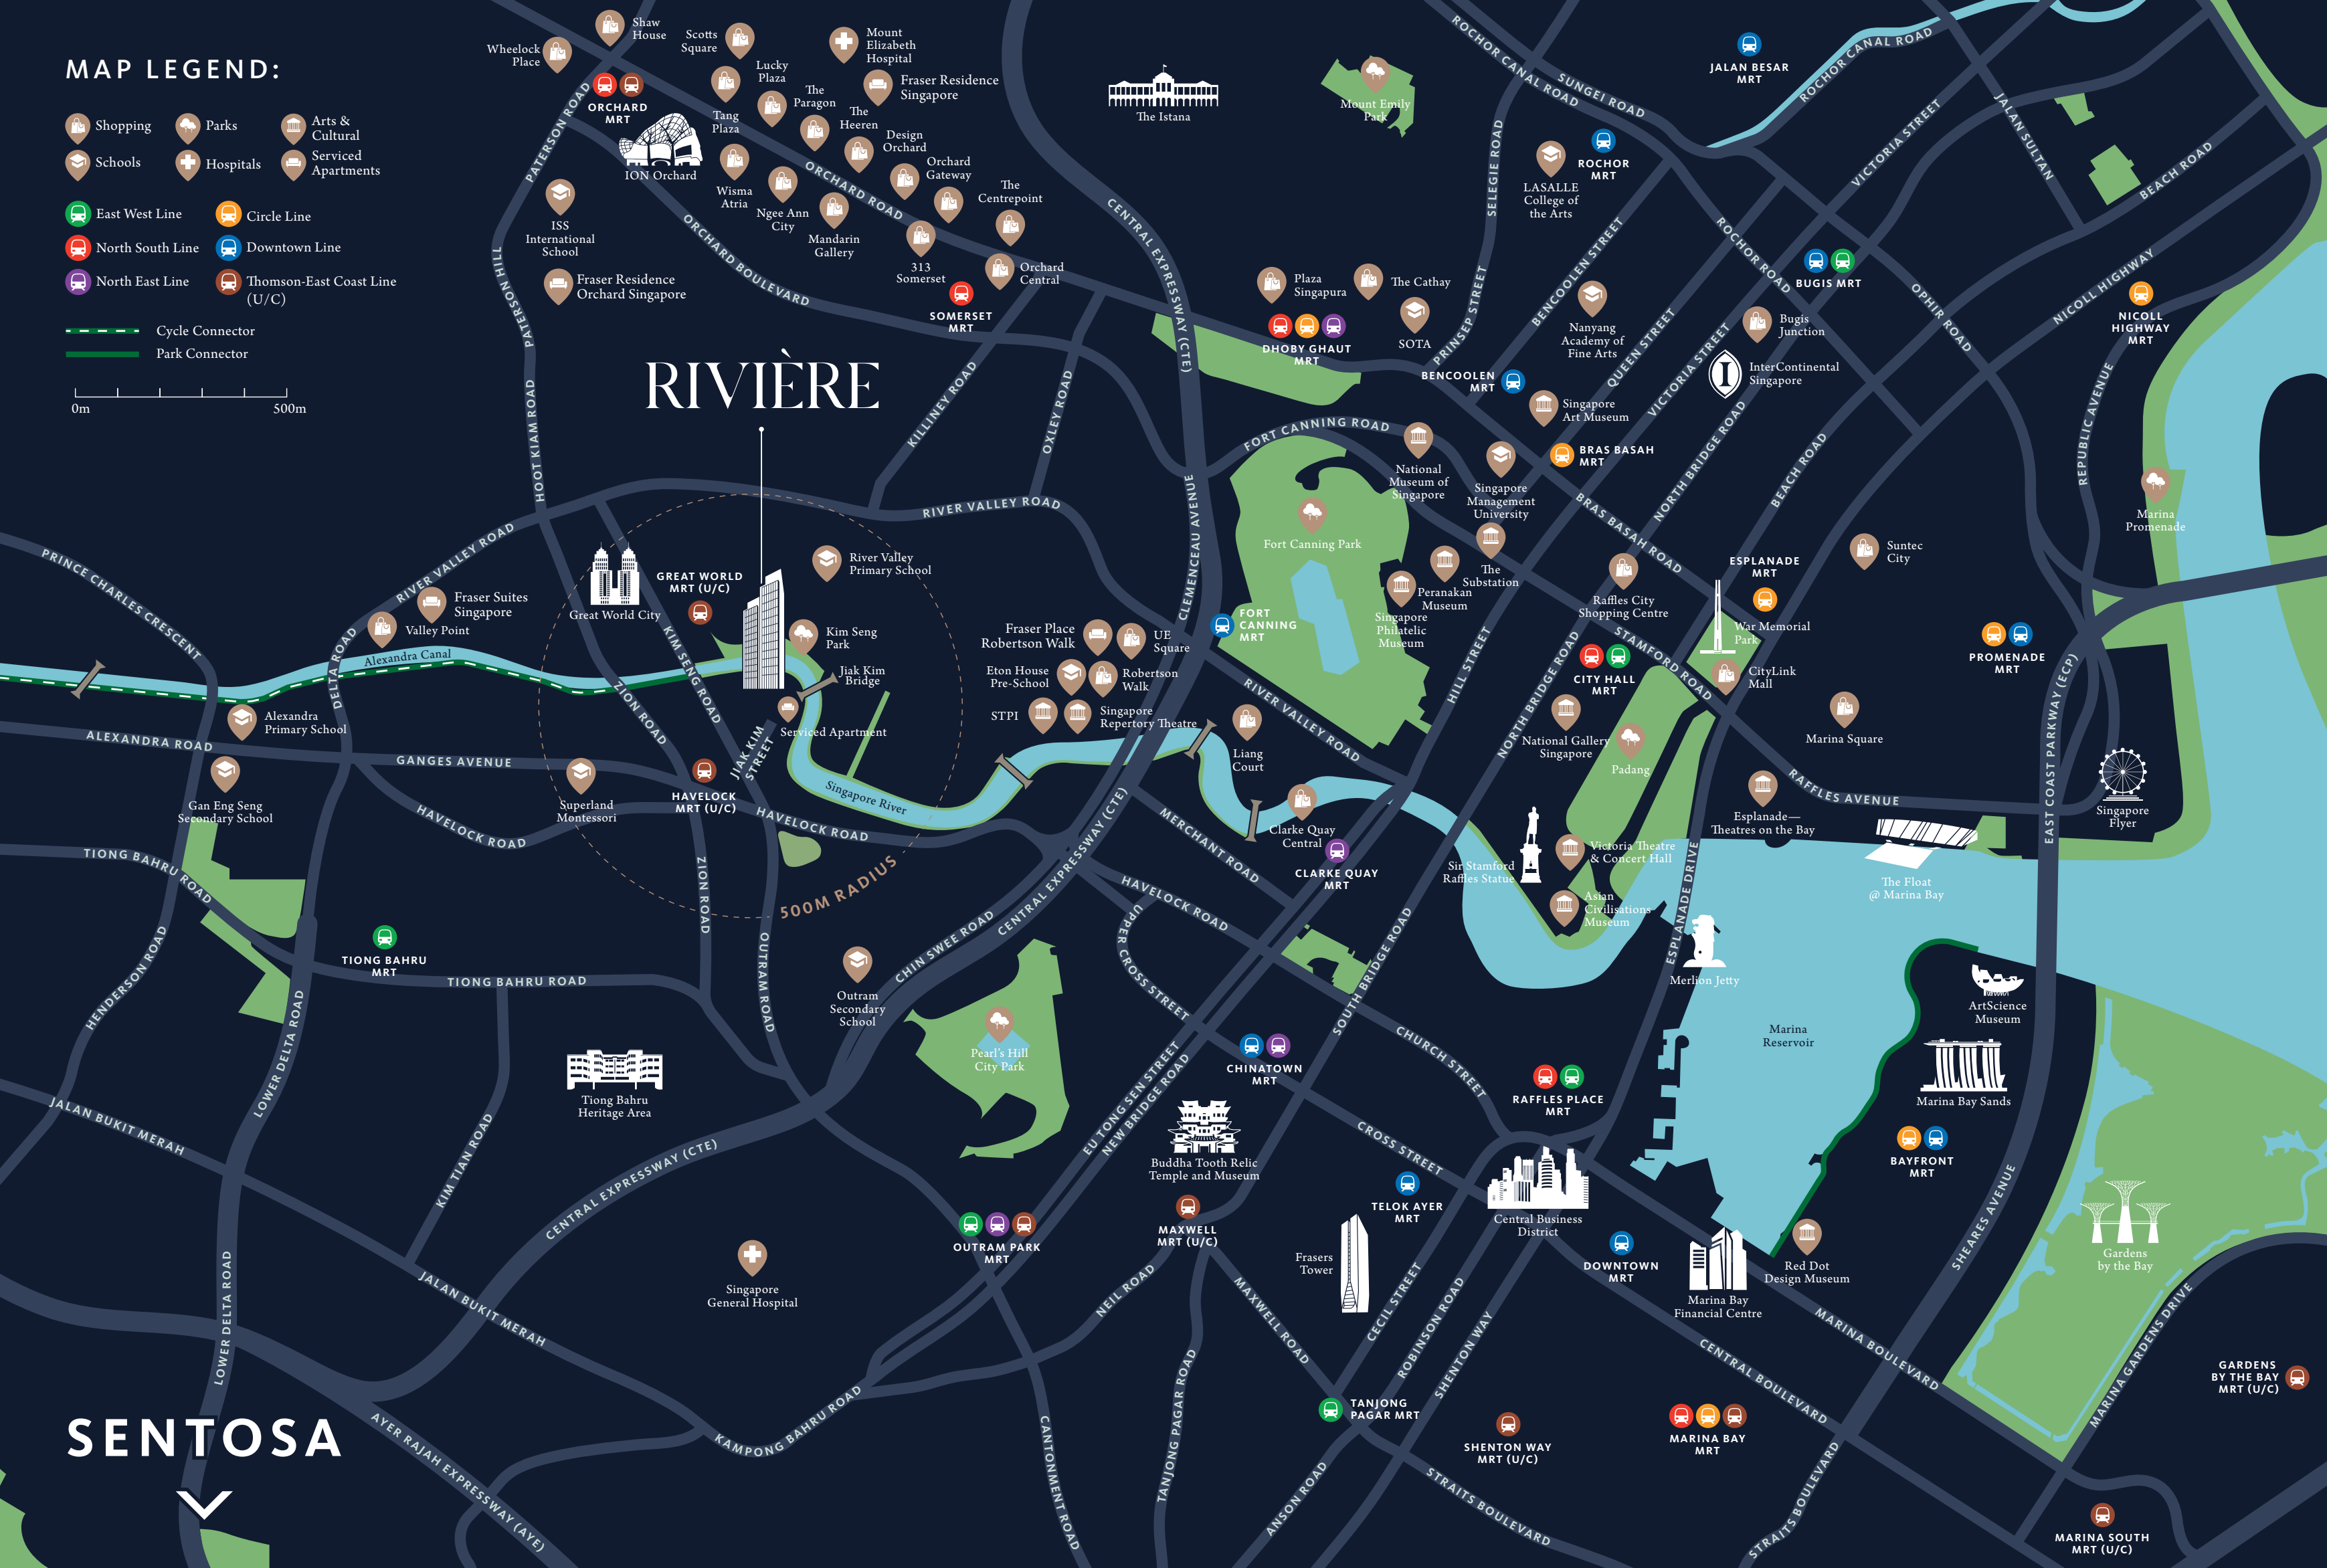 MAP LEGEND:
Shopping
Parks
Arts &
Cultural
Schools
Hospitals
Serviced
Apartments
East West Line
Circle Line
North South Line
Downtown Line
North East Line
Thomson-East Coast Line
(U/C)
Cycle Connector
Park Connector
0m
500m
Shaw
House
Wheelock
Place
Scotts
Square
Mount
Elizabeth
Hospital
Lucky
Plaza
Fraser Residence
Singapore
ORCHARD
MRT
The
Paragon
Tang
Plaza
The
Heeren
Design
Orchard
PATERSON ROAD
ION Orchard
Orchard
Gateway
ORCHARD ROAD
Wisma
Atria
Ngee Ann
City
Mandarin
Gallery
The
Centrepoint
313
Somerset
Orchard
Central
ISS
International
School
Fraser Residence
Orchard Singapore
ORCHARD BOULEVARD
SOMERSET
MRT
PATERSON HILL
HOOT KIAM ROAD
CENTRAL EXPRESSWAY (CTE)
The Istana
Mount Emily
Park
ROCHOR CANAL ROAD
SUNGEI ROAD
JALAN BESAR
MRT
ROCHOR CANAL ROAD
VICTORIA STREET
JALAN SULTAN
BEACH ROAD
SELEGIE ROAD
LASALLE
College of
the Arts
ROCHOR
MRT
ROCHOR ROAD
OPHIR ROAD
BUGIS MRT
NICOLL HIGHWAY
NICOLL
HIGHWAY
MRT
Plaza
Singapura
The Cathay
SOTA
DHOBY GHAUT
MRT
PRINSEP STREET
BENCOOLEN STREET
BENCOOLEN
MRT
Nanyang
Academy of
Fine Arts
QUEEN STREET
VICTORIA STREET
Bugis
Junction
InterContinental
Singapore
Singapore
Art Museum
NORTH BRIDGE ROAD
BEACH ROAD
REPUBLIC AVENUE
RIVIÈRE
KILLINEY ROAD
OXLEY ROAD
FORT CANNING ROAD
National
Museum of
Singapore
Singapore
Management
University
BRAS BASAH
MRT
BRAS BASAH ROAD
Marina
Promenade
RIVER VALLEY ROAD
RIVER VALLEY ROAD
CLEMENCEAU AVENUE
Fort Canning Park
Peranakan
Museum
The
Substation
Singapore
Philatelic
Museum
Raffles City
Shopping Centre
ESPLANADE
MRT
Suntec
City
War Memorial
Park
STAMFORD ROAD
PRINCE CHARLES CRESCENT
Fraser Suites
Singapore
Valley Point
Alexandra Canal
DELTA ROAD
Great World City
GREAT WORLD
MRT (U/C)
River Valley
Primary School
Kim Seng
Park
Jiak Kim
Bridge
Serviced Apartment
KIM SENG ROAD
ZION ROAD
JIAK KIM
STREET
Fraser Place
Robertson Walk
UE
Square
Eton House
Pre-School
Robertson
Walk
STPI
Singapore
Repertory Theatre
FORT
CANNING
MRT
RIVER VALLEY ROAD
HILL STREET
NORTH BRIDGE ROAD
CITY HALL
MRT
CityLink
Mall
PROMENADE
MRT
EAST COAST PARKWAY (ECP)
Alexandra
Primary School
ALEXANDRA ROAD
GANGES AVENUE
Gan Eng Seng
Secondary School
Superland
Montessori
HAVELOCK
MRT (U/C)
HAVELOCK ROAD
HAVELOCK ROAD
Singapore River
500M RADIUS
Liang
Court
Clarke Quay
Central
CLARKE QUAY
MRT
National Gallery
Singapore
Padang
Marina Square
RAFFLES AVENUE
Esplanade—
Theatres on the Bay
Singapore
Flyer
Sir Stamford
Raffles Statue
Victoria Theatre
& Concert Hall
Asian
Civilisations
Museum
The Float
@ Marina Bay
ESPLANADE DRIVE
Merlion Jetty
TIONG BAHRU ROAD
HENDERSON ROAD
TIONG BAHRU
MRT
TIONG BAHRU ROAD
ZION ROAD
OUTRAM ROAD
Outram
Secondary
School
CHIN SWEE ROAD
CENTRAL EXPRESSWAY (CTE)
MERCHANT ROAD
HAVELOCK ROAD
UPPER CROSS STREET
SOUTH BRIDGE ROAD
Pearl's Hill
City Park
CHINATOWN
MRT
CHURCH STREET
RAFFLES PLACE
MRT
Marina
Reservoir
ArtScience
Museum
Marina Bay Sands
BAYFRONT
MRT
LOWER DELTA ROAD
JALAN BUKIT MERAH
Tiong Bahru
Heritage Area
KIM TIAN ROAD
CENTRAL EXPRESSWAY (CTE)
EU TONG SEN STREET
NEW BRIDGE ROAD
Buddha Tooth Relic
Temple and Museum
CROSS STREET
TELOK AYER
MRT
Central Business
District
MAXWELL
MRT (U/C)
OUTRAM PARK
MRT
Singapore
General Hospital
Frasers
Tower
DOWNTOWN
MRT
Marina Bay
Financial Centre
Red Dot
Design Museum
SHEARES AVENUE
Gardens
by the Bay
MARINA BOULEVARD
MARINA GARDENS DRIVE
GARDENS
BY THE BAY
MRT (U/C)
LOWER DELTA ROAD
JALAN BUKIT MERAH
NEIL ROAD
MAXWELL ROAD
CECIL STREET
ROBINSON ROAD
SHENTON WAY
CENTRAL BOULEVARD
SENTOSA
AYER RAJAH EXPRESSWAY (AYE)
KAMPONG BAHRU ROAD
CANTONMENT ROAD
TANJONG PAGAR ROAD
TANJONG
PAGAR MRT
SHENTON WAY
MRT (U/C)
MARINA BAY
MRT
ANSON ROAD
STRAITS BOULEVARD
STRAITS BOULEVARD
MARINA SOUTH
MRT (U/C)